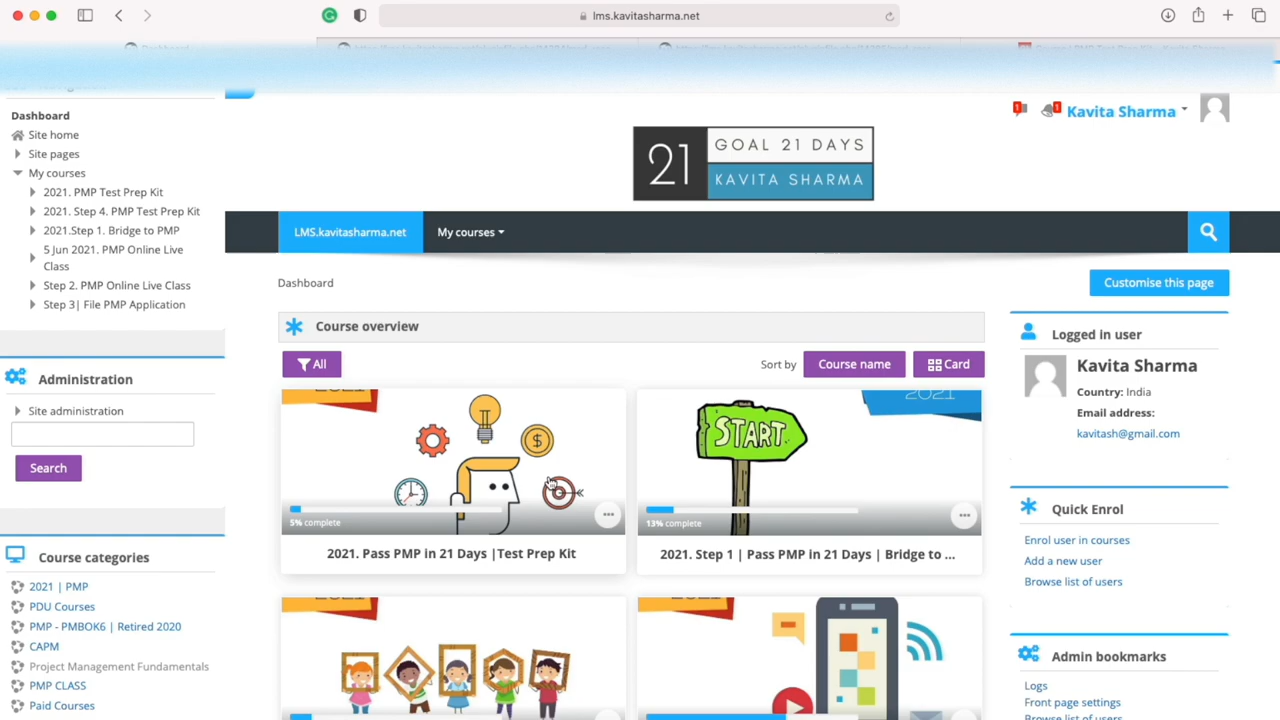 lms.kavitasharma.net
Dashboard
Site home
Site pages
My courses
2021. PMP Test Prep Kit
2021. Step 4. PMP Test Prep Kit
2021.Step 1. Bridge to PMP
5 Jun 2021. PMP Online Live
Class
Step 2. PMP Online Live Class
Step 3| File PMP Application
Administration
Site administration
Search
Course categories
2021 | PMP
PDU Courses
PMP - PMBOK6 | Retired 2020
CAPM
Project Management Fundamentals
PMP CLASS
Paid Courses
1
1
Kavita Sharma
21
GOAL 21 DAYS
KAVITA SHARMA
LMS.kavitasharma.net
My courses
Dashboard
Customise this page
Course overview
All
Sort by
Course name
Card
5% complete
2021. Pass PMP in 21 Days |Test Prep Kit
START
13% complete
2021. Step 1 | Pass PMP in 21 Days | Bridge to ...
Logged in user
Kavita Sharma
Country: India
Email address:
kavitash@gmail.com
Quick Enrol
Enrol user in courses
Add a new user
Browse list of users
Admin bookmarks
Logs
Front page settings
Browse list of users